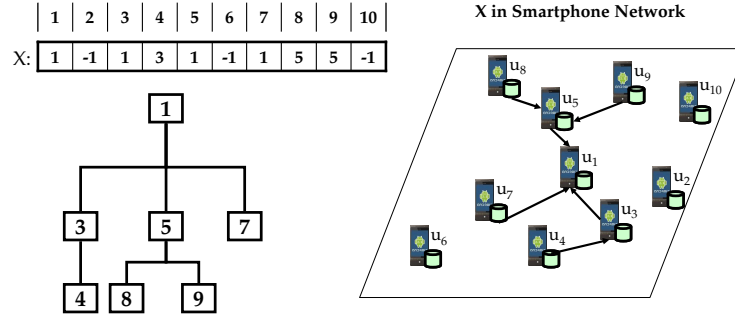 1 2 3 4 5 6 7 8 9 10
X: 1 -1 1 3 1 -1 1 5 5 -1
1
3 5 7
4 8 9
X in Smartphone Network
u8
u9
u5
u10
u1
u2
u7
u3
u4
u6